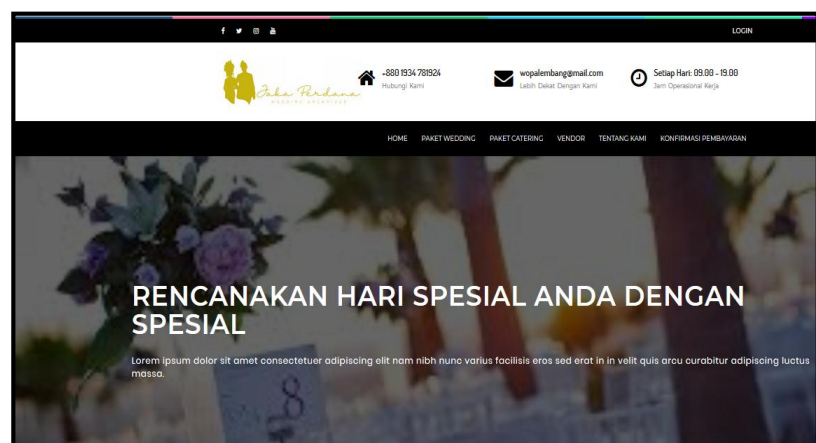 LOGIN
Jaka Perdana
WEDDING ORGANIZER
+880 1934 781924
Hubungi Kami
wopalembang@mail.com
Lebih Dekat Dengan Kami
Setiap Hari: 09.00 - 19.00
Jam Operasional Kerja
HOME PAKET WEDDING PAKET CATERING VENDOR TENTANG KAMI KONFIRMASI PEMBAYARAN
RENCANAKAN HARI SPESIAL ANDA DENGAN
SPESIAL
Lorem ipsum dolor sit amet consectetuer adipiscing elit nam nibh nunc varius facilisis eros sed erat in in velit quis arcu curabitur adipiscing luctus
massa.
8